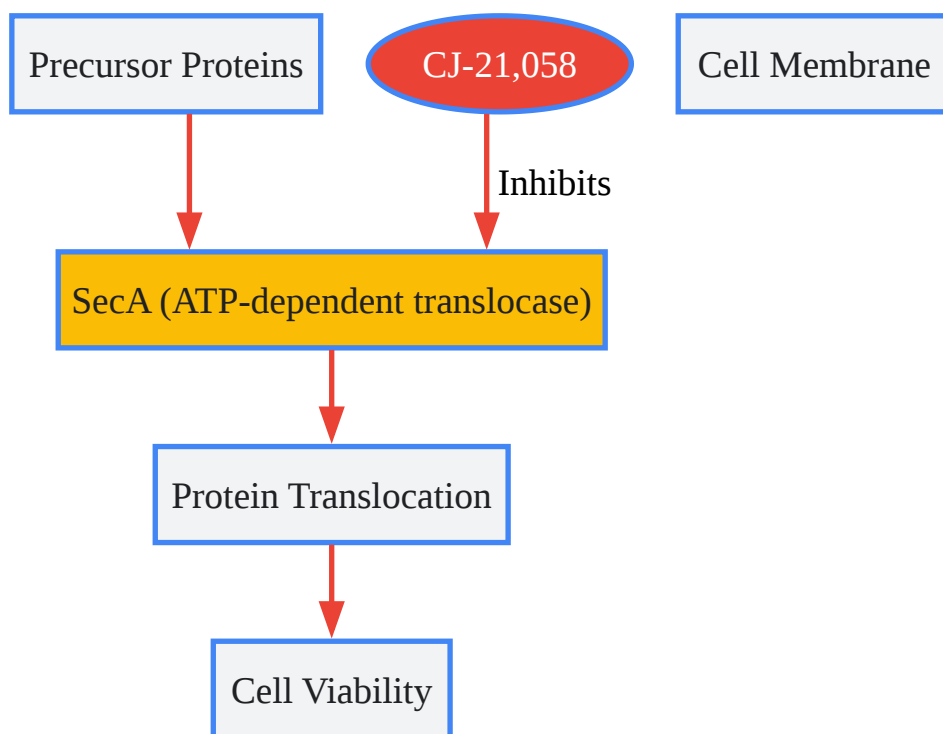 Precursor Proteins
CJ-21,058
Cell Membrane
Inhibits
SecA (ATP-dependent translocase)
Protein Translocation
Cell Viability